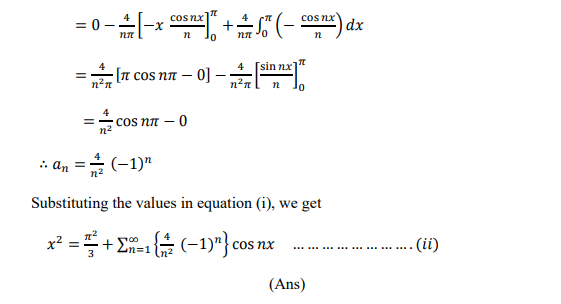 = 0 − 4/nπ [−x cos nx/n]₀^π + 4/nπ ∫₀^π (− cos nx/n) dx
= 4/n²π [π cos nπ − 0] − 4/n²π [sin nx/n]₀^π
= 4/n² cos nπ − 0
∴ aₙ = 4/n² (−1)ⁿ
Substituting the values in equation (i), we get
x² = π²/3 + ∑ₙ₌₁^∞ {4/n² (−1)ⁿ} cos nx … … … … … … … …. (ii)
(Ans)